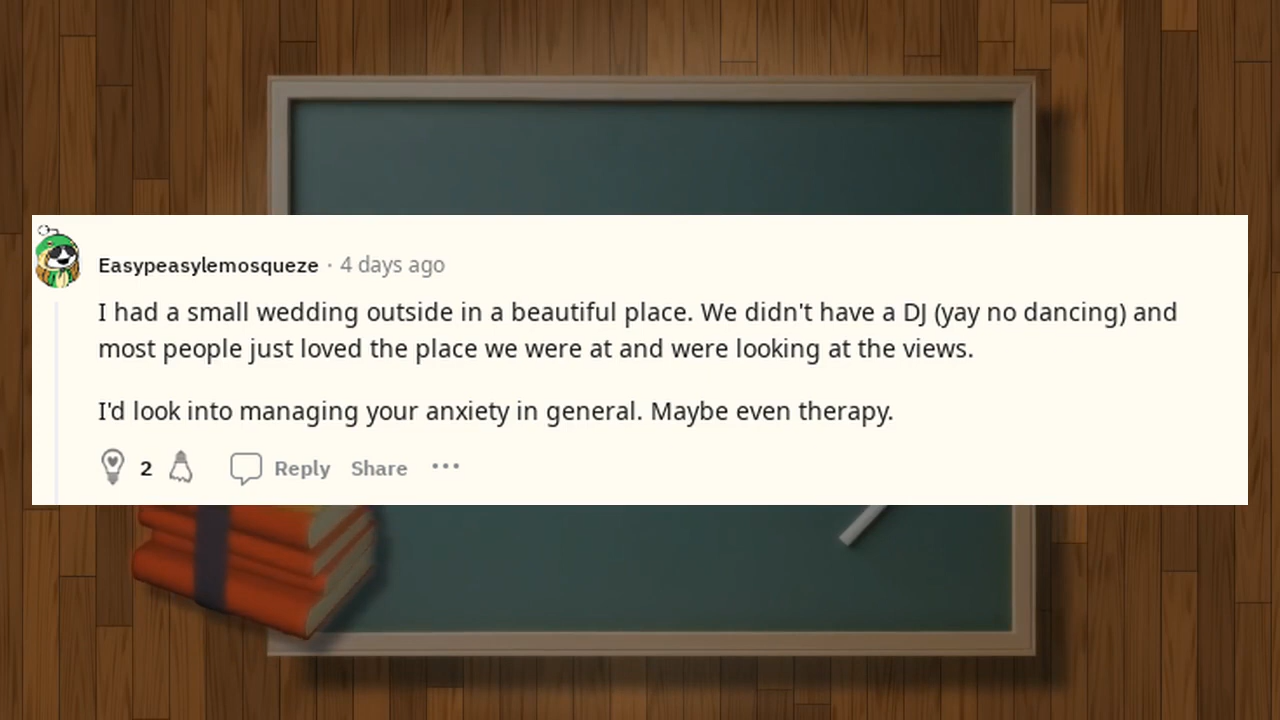 Easypeasylemosqueze · 4 days ago
I had a small wedding outside in a beautiful place. We didn't have a DJ (yay no dancing) and
most people just loved the place we were at and were looking at the views.
I'd look into managing your anxiety in general. Maybe even therapy.
2 Reply Share ···